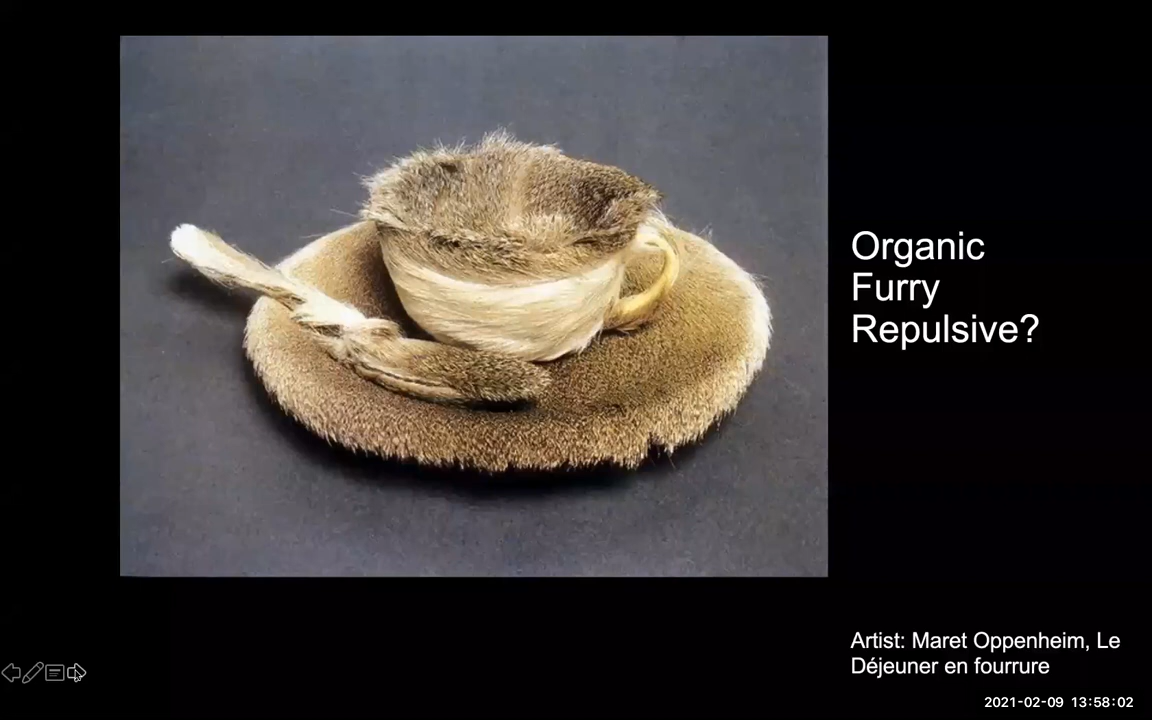 Organic
Furry
Repulsive?
Artist: Maret Oppenheim, Le
Déjeuner en fourrure
2021-02-09 13:58:02